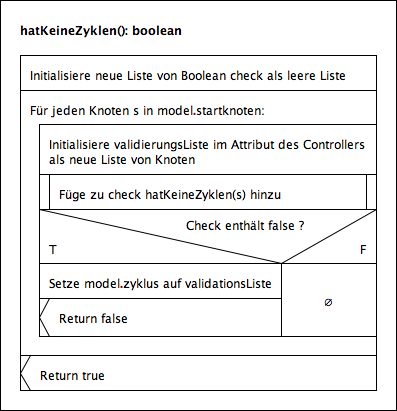 hatKeineZyklen(): boolean
Initialisiere neue Liste von Boolean check als leere Liste
Für jeden Knoten s in model.startknoten:
Initialisiere validierungsListe im Attribut des Controllers
als neue Liste von Knoten
Füge zu check hatKeineZyklen(s) hinzu
Check enthält false ?
T F
Setze model.zyklus auf validationsListe
∅
Return false
Return true